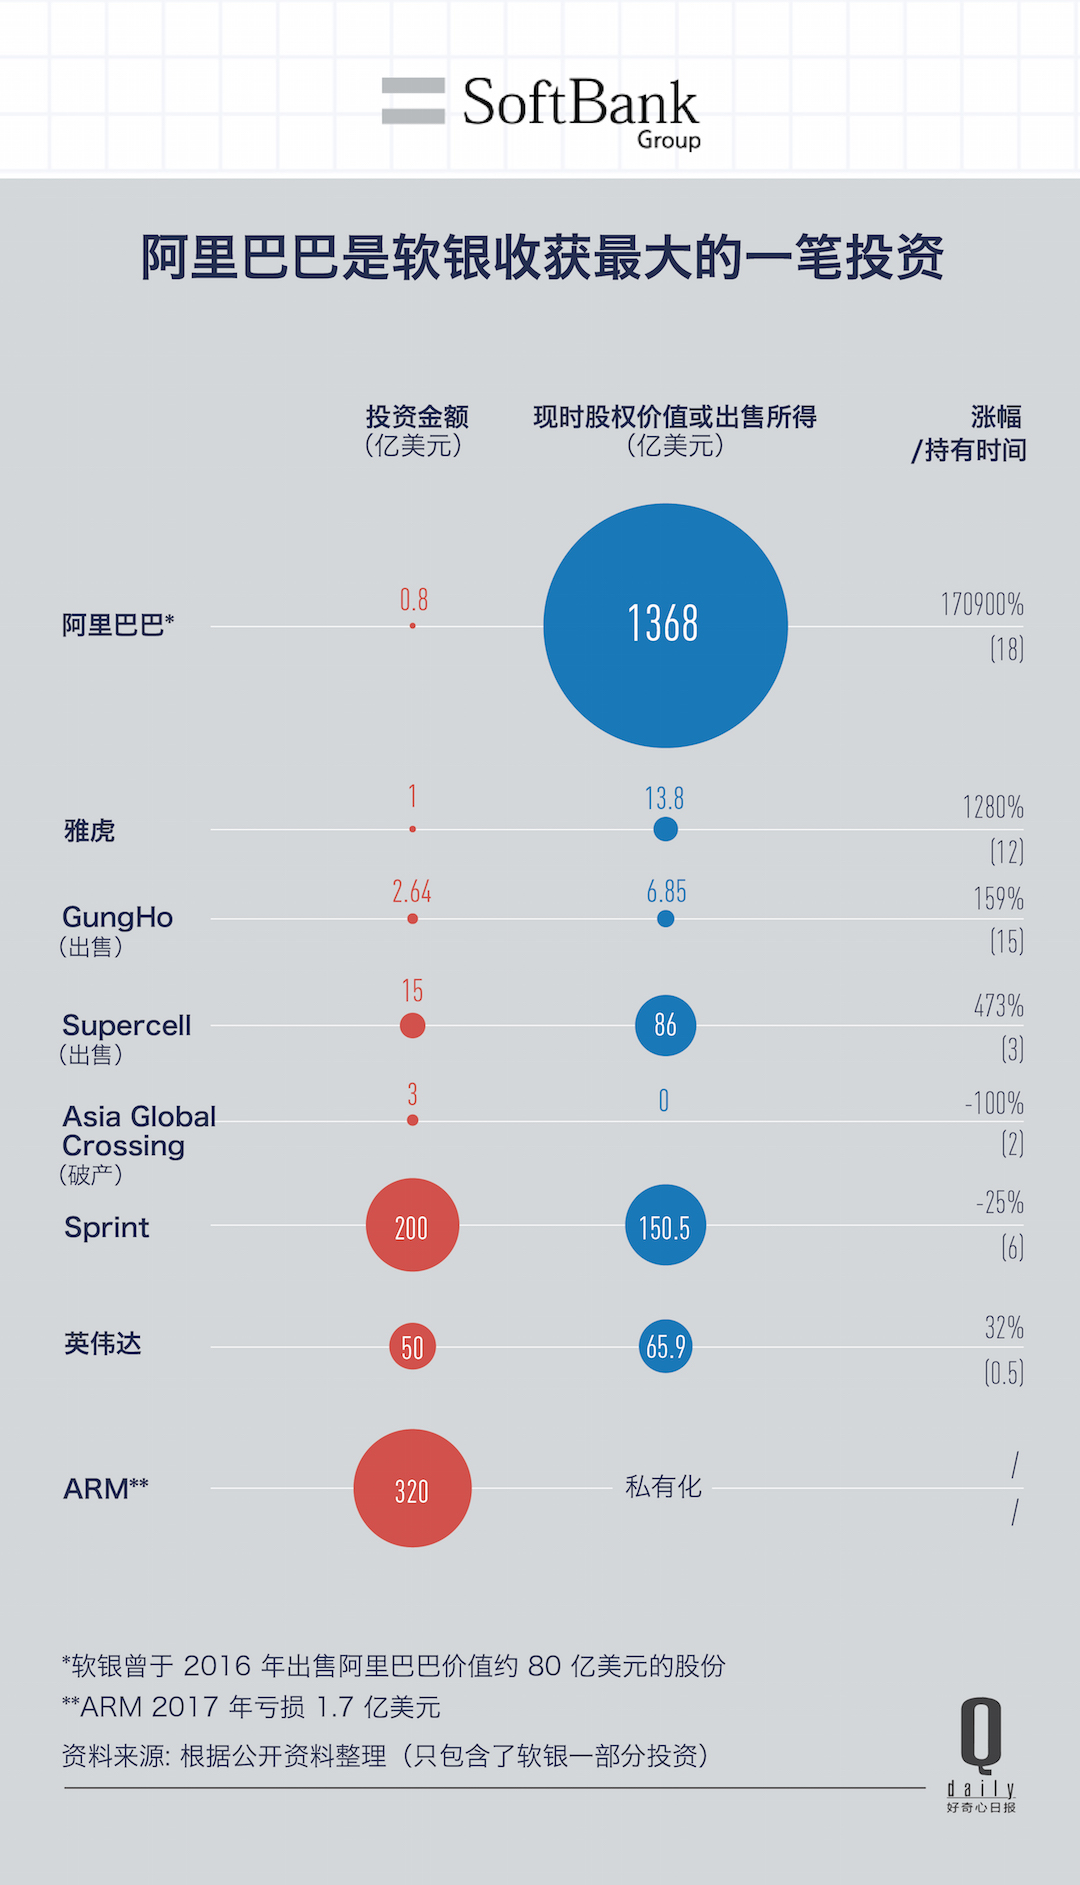 SoftBank
Group
阿里巴巴是软银收获最大的一笔投资
投资金额
（亿美元）
现时股权价值或出售所得
（亿美元）
涨幅
/持有时间
阿里巴巴*
0.8
1368
170900%
(18)
雅虎
1
13.8
1280%
(12)
GungHo
（出售）
2.64
6.85
159%
(15)
Supercell
（出售）
15
86
473%
(3)
Asia Global
Crossing
（破产）
3
0
-100%
(2)
Sprint
200
150.5
-25%
(6)
英伟达
50
65.9
32%
(0.5)
ARM**
320
私有化
/
/
*软银曾于 2016 年出售阿里巴巴价值约 80 亿美元的股份
**ARM 2017 年亏损 1.7 亿美元
资料来源: 根据公开资料整理（只包含了软银一部分投资）
Q
daily
好奇心日报